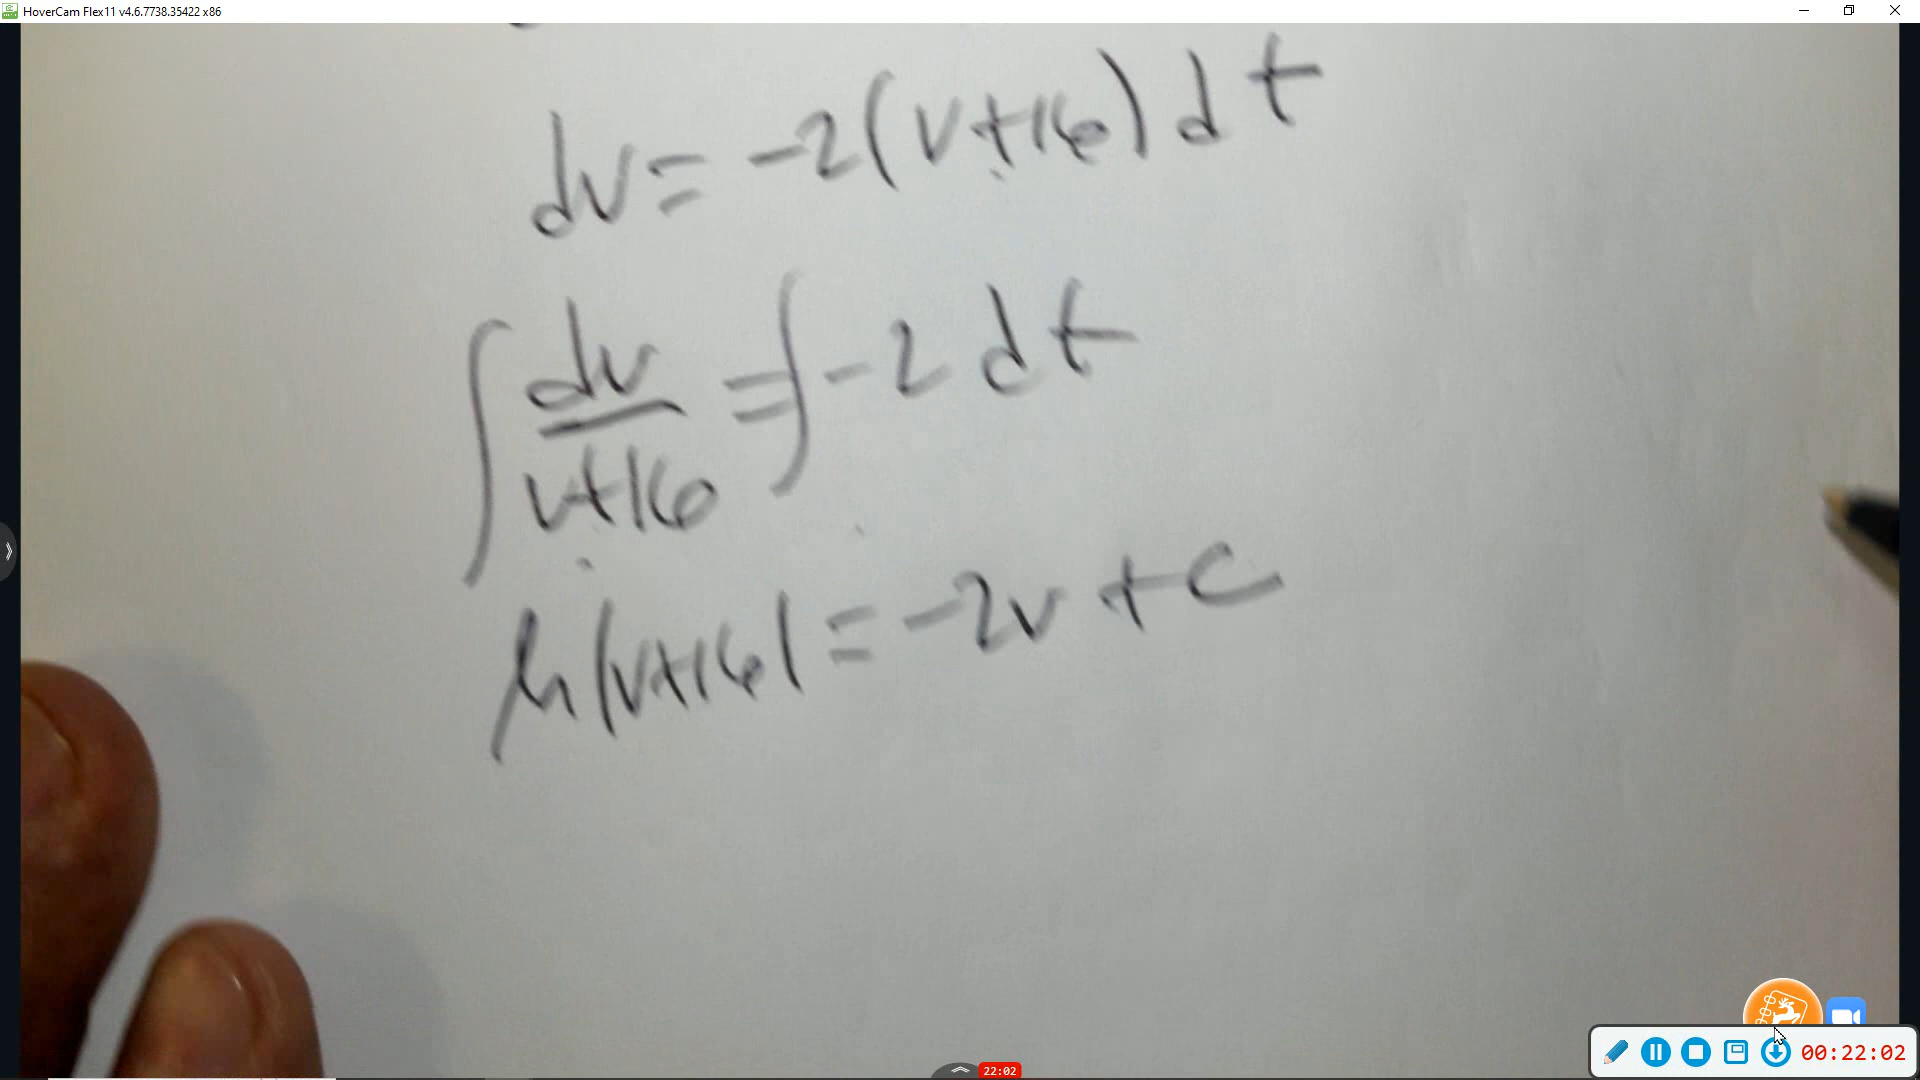 HoverCam Flex11 v4.6.7738.35422 x86
dv = -2(v+16) dt
∫ dv/v+16 = ∫ -2 dt
ln|v+16| = -2v + c
00:22:02
22:02